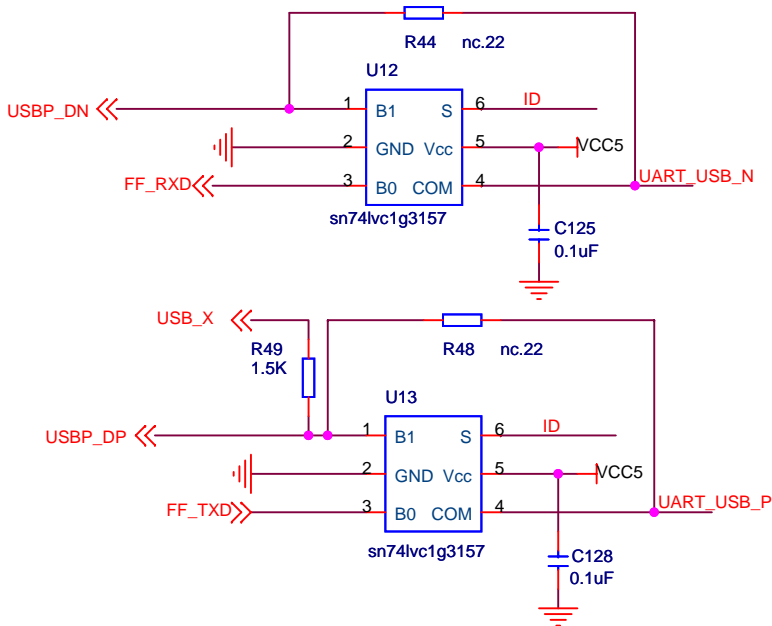 R44 nc.22
U12
USBP_DN 1 B1 S 6 ID
2 GND Vcc 5 VCC5
FF_RXD 3 B0 COM 4 UART_USB_N
sn74lvc1g3157
C125
0.1uF
USB_X
R49
1.5K
R48 nc.22
U13
USBP_DP 1 B1 S 6 ID
2 GND Vcc 5 VCC5
FF_TXD 3 B0 COM 4 UART_USB_P
sn74lvc1g3157
C128
0.1uF